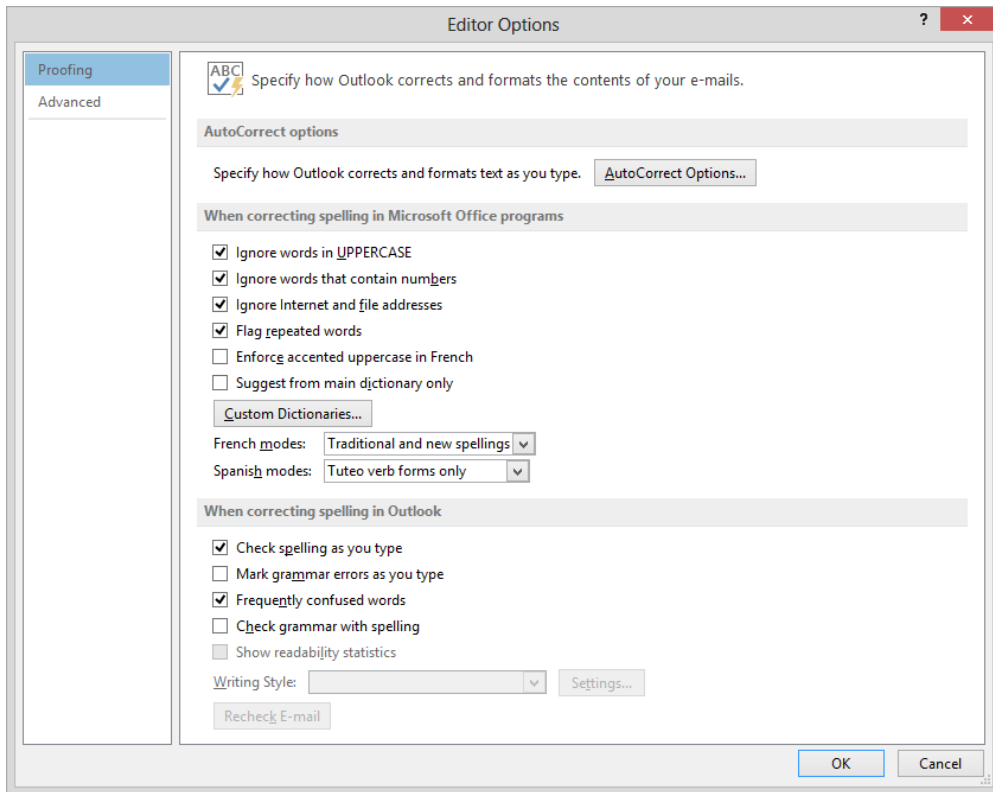 Editor Options
?
Proofing
Advanced
ABC
Specify how Outlook corrects and formats the contents of your e-mails.
AutoCorrect options
Specify how Outlook corrects and formats text as you type. AutoCorrect Options...
When correcting spelling in Microsoft Office programs
Ignore words in UPPERCASE
Ignore words that contain numbers
Ignore Internet and file addresses
Flag repeated words
Enforce accented uppercase in French
Suggest from main dictionary only
Custom Dictionaries...
French modes: Traditional and new spellings
Spanish modes: Tuteo verb forms only
When correcting spelling in Outlook
Check spelling as you type
Mark grammar errors as you type
Frequently confused words
Check grammar with spelling
Show readability statistics
Writing Style: Settings...
Recheck E-mail
OK Cancel